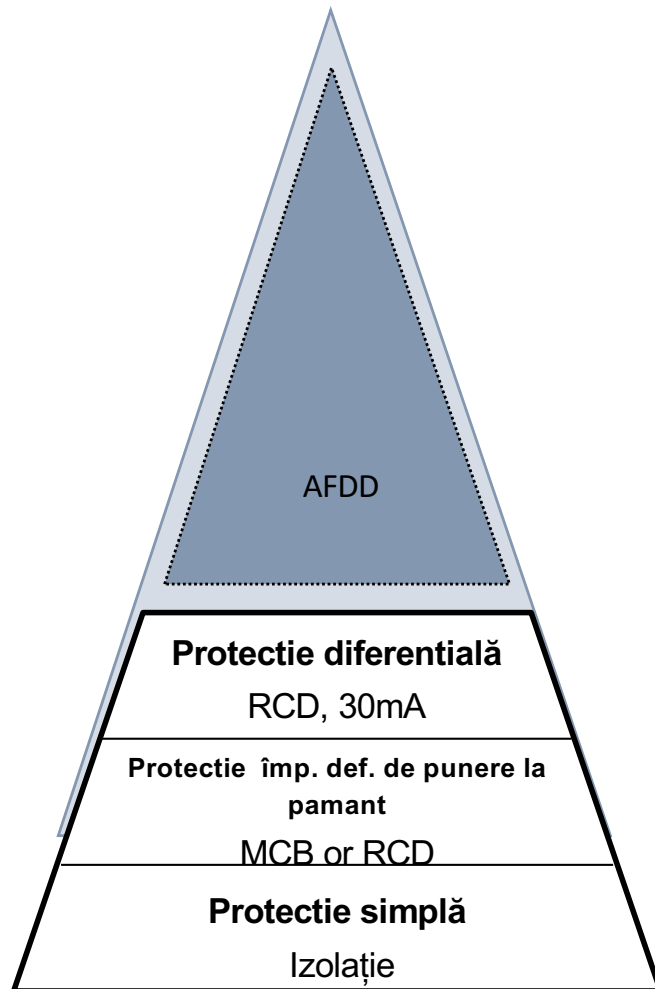 AFDD
Protectie diferentială
RCD, 30mA
Protectie împ. def. de punere la
pamant
MCB or RCD
Protectie simplă
Izolație